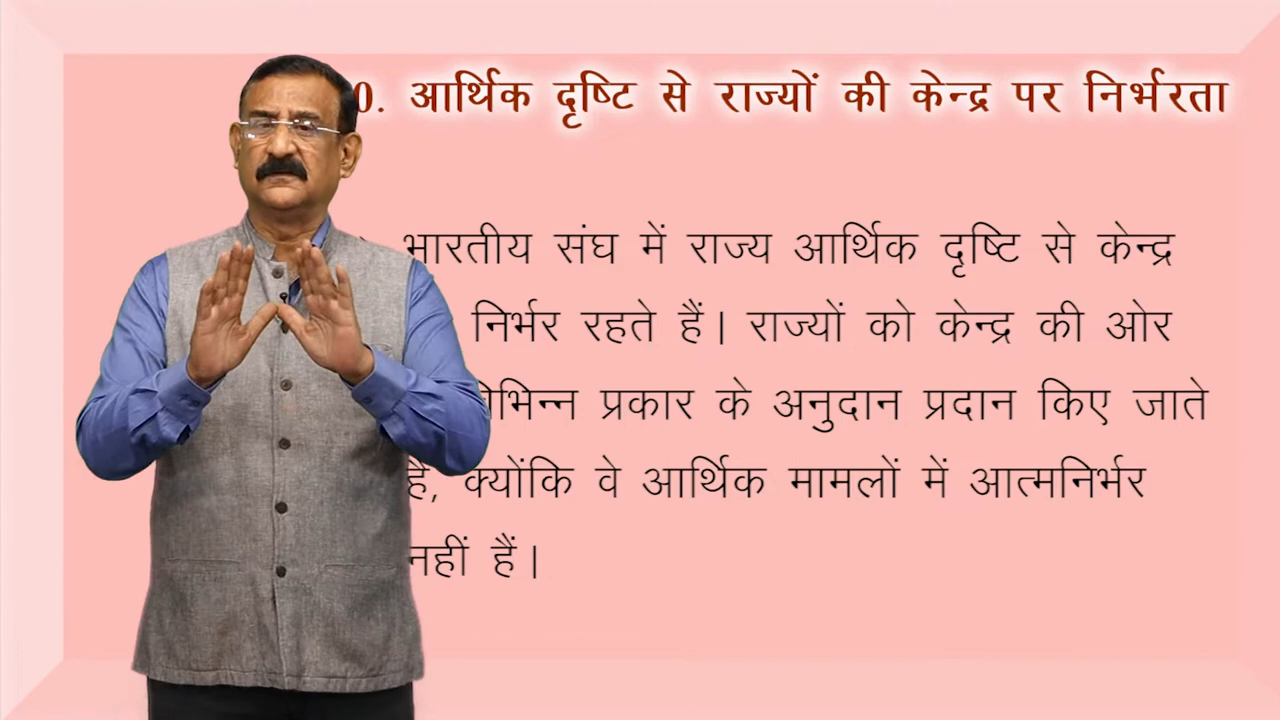 0. आर्थिक दृष्टि से राज्यों की केन्द्र पर निर्भरता
भारतीय संघ में राज्य आर्थिक दृष्टि से केन्द्र
निर्भर रहते हैं। राज्यों को केन्द्र की ओर
प्रकार के अनुदान प्रदान किए जाते
हैं, क्योंकि वे आर्थिक मामलों में आत्मनिर्भर
नहीं हैं।